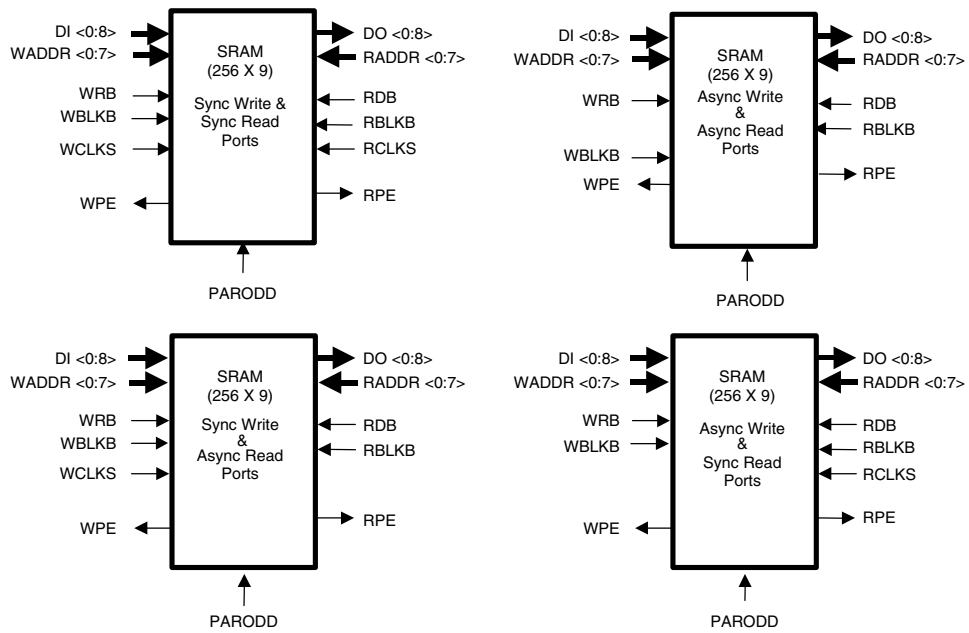 DI <0:8>
WADDR <0:7>
WRB
WBLKB
WCLKS
WPE
SRAM
(256 X 9)
Sync Write &
Sync Read
Ports
DO <0:8>
RADDR <0:7>
RDB
RBLKB
RCLKS
RPE
PARODD
DI <0:8>
WADDR <0:7>
WRB
WBLKB
WPE
SRAM
(256 X 9)
Async Write
&
Async Read
Ports
DO <0:8>
RADDR <0:7>
RDB
RBLKB
RPE
PARODD
DI <0:8>
WADDR <0:7>
WRB
WBLKB
WCLKS
WPE
SRAM
(256 X 9)
Sync Write
&
Async Read
Ports
DO <0:8>
RADDR <0:7>
RDB
RBLKB
RPE
PARODD
DI <0:8>
WADDR <0:7>
WRB
WBLKB
WPE
SRAM
(256 X 9)
Async Write
&
Sync Read
Ports
DO <0:8>
RADDR <0:7>
RDB
RBLKB
RCLKS
RPE
PARODD